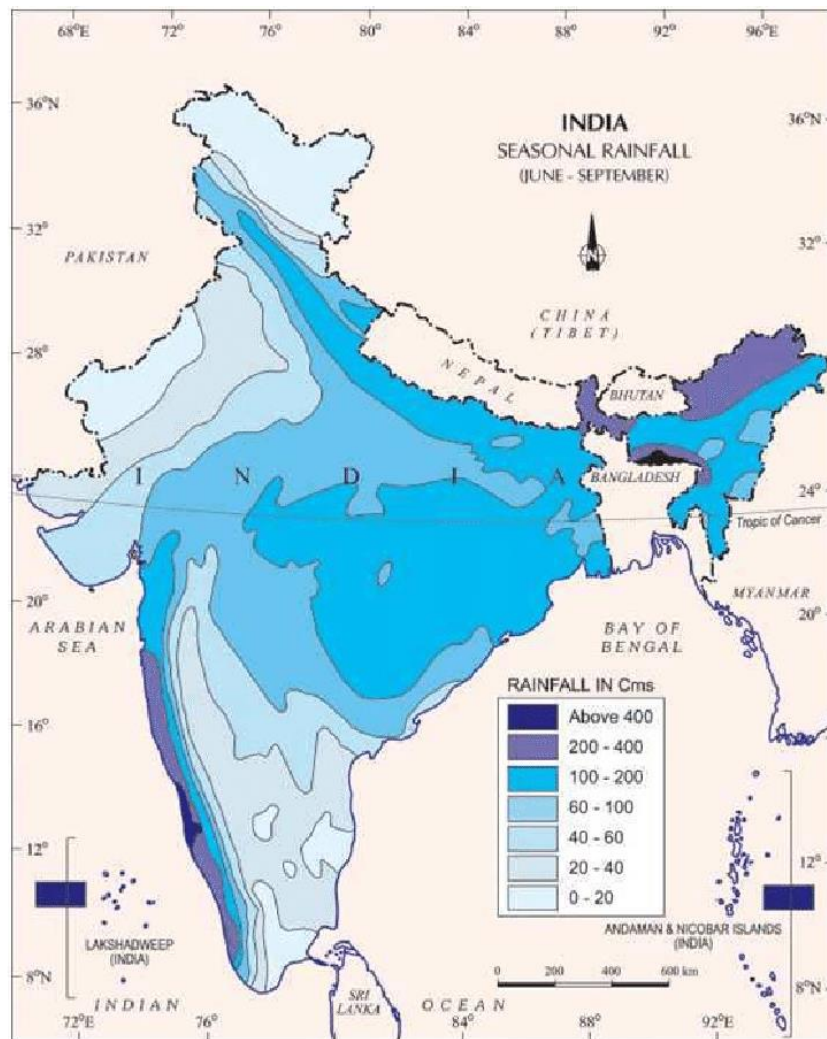 68°E 72° 76° 80° 84° 88° 92° 96°E
36°N
36°N
INDIA
SEASONAL RAINFALL
(JUNE - SEPTEMBER)
32°
32°
PAKISTAN
N
CHINA
(TIBET)
28°
28°
NEPAL
BHUTAN
INDIA
BANGLADESH
24°
24°
Tropic of Cancer
MYANMAR
20°
20°
ARABIAN
SEA
BAY OF
BENGAL
RAINFALL IN Cms
Above 400
200 - 400
100 - 200
60 - 100
40 - 60
20 - 40
0 - 20
16°
16°
12°
12°
LAKSHADWEEP
(INDIA)
ANDAMAN & NICOBAR ISLANDS
(INDIA)
0 200 400 600 km
8°N
8°N
INDIAN OCEAN
SRI
LANKA
72°E 76° 84° 88° 92°E